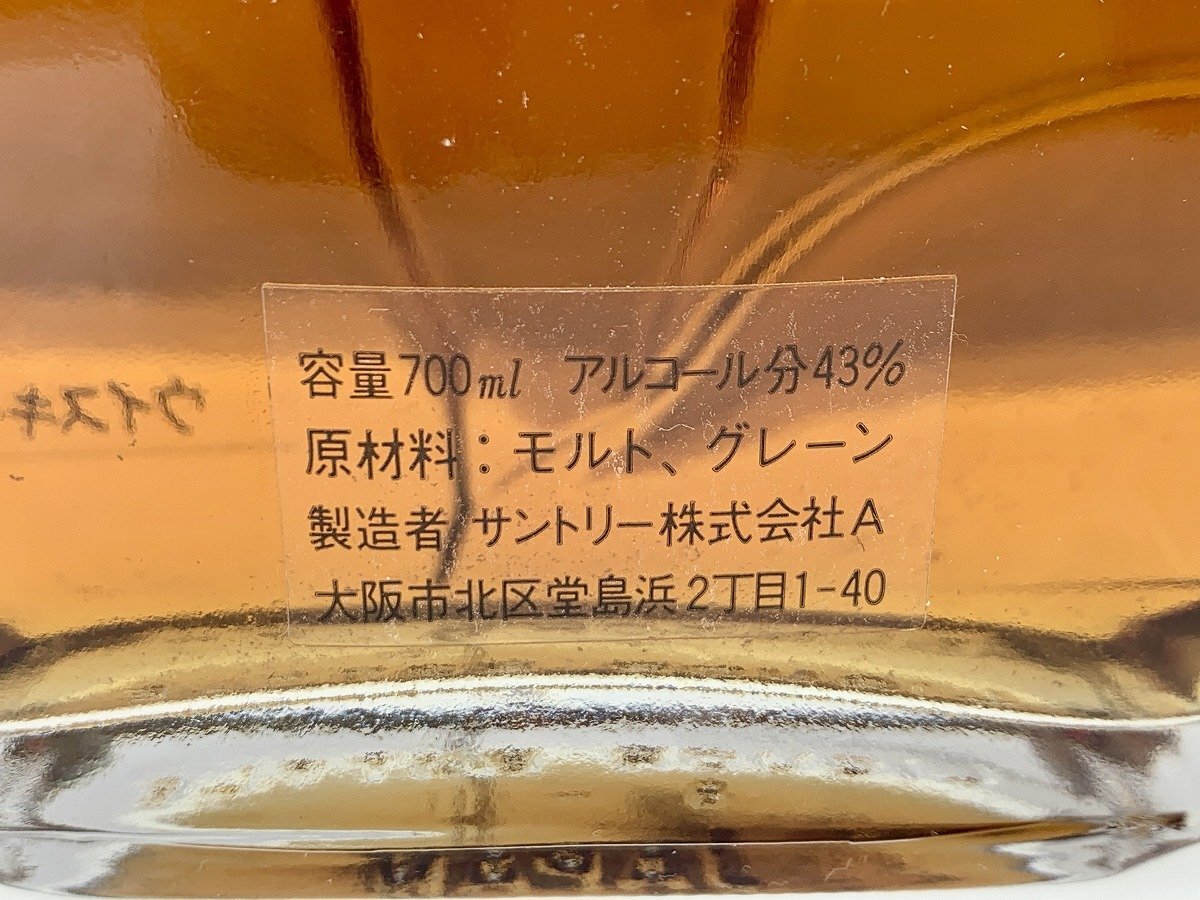 容量700ml アルコール分43%
原材料：モルト、グレーン
製造者 サントリー株式会社A
大阪市北区堂島浜2丁目1-40
ウイスキ